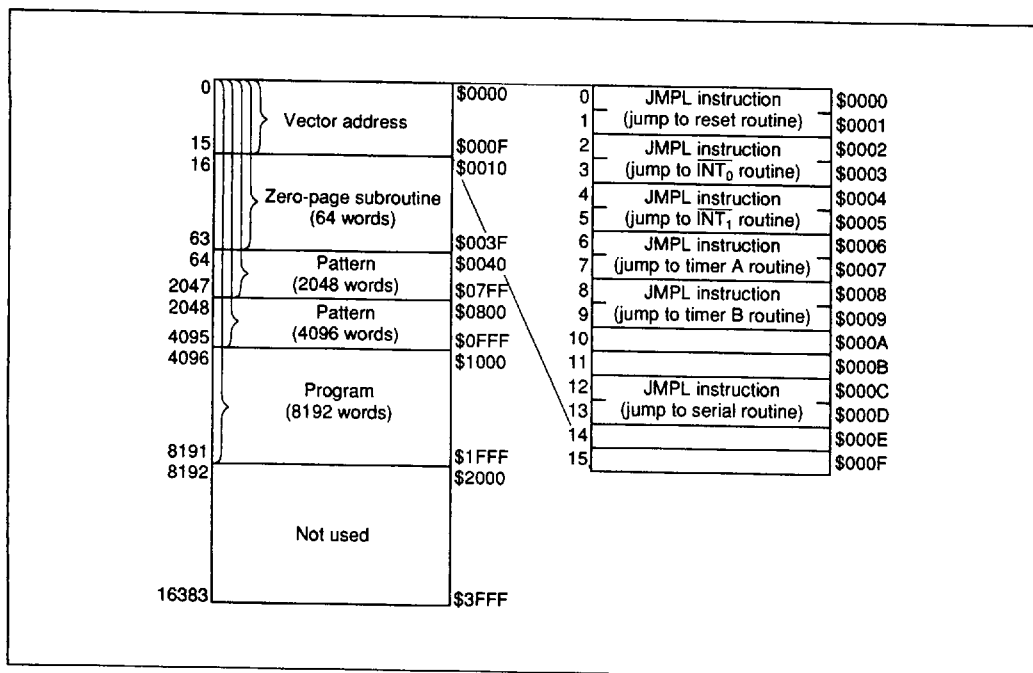 0
$0000
Vector address
15
$000F
16
$0010
Zero-page subroutine
(64 words)
63
$003F
64
$0040
Pattern
(2048 words)
2047
$07FF
2048
$0800
Pattern
(4096 words)
4095
$0FFF
4096
$1000
Program
(8192 words)
8191
$1FFF
8192
$2000
Not used
16383
$3FFF
0
JMPL instruction
$0000
1
(jump to reset routine)
$0001
2
JMPL instruction
$0002
3
(jump to INT₀ routine)
$0003
4
JMPL instruction
$0004
5
(jump to INT₁ routine)
$0005
6
JMPL instruction
$0006
7
(jump to timer A routine)
$0007
8
JMPL instruction
$0008
9
(jump to timer B routine)
$0009
10
$000A
11
$000B
12
JMPL instruction
$000C
13
(jump to serial routine)
$000D
14
$000E
15
$000F